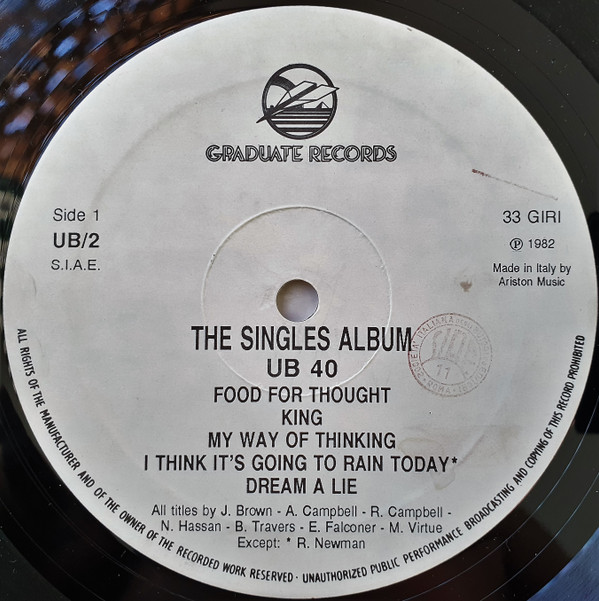 GRADUATE RECORDS
Side 1
UB/2
S.I.A.E.
33 GIRI
℗ 1982
Made in Italy by
Ariston Music
THE SINGLES ALBUM
UB 40
FOOD FOR THOUGHT
KING
MY WAY OF THINKING
I THINK IT'S GOING TO RAIN TODAY*
DREAM A LIE
All titles by J. Brown - A. Campbell - R. Campbell -
N. Hassan - B. Travers - E. Falconer - M. Virtue
Except: * R. Newman
ALL RIGHTS OF THE MANUFACTURER AND OF THE OWNER OF THE RECORDED WORK RESERVED · UNAUTHORIZED PUBLIC PERFORMANCE BROADCASTING AND COPYING OF THIS RECORD PROHIBITED
ITALIANA
11